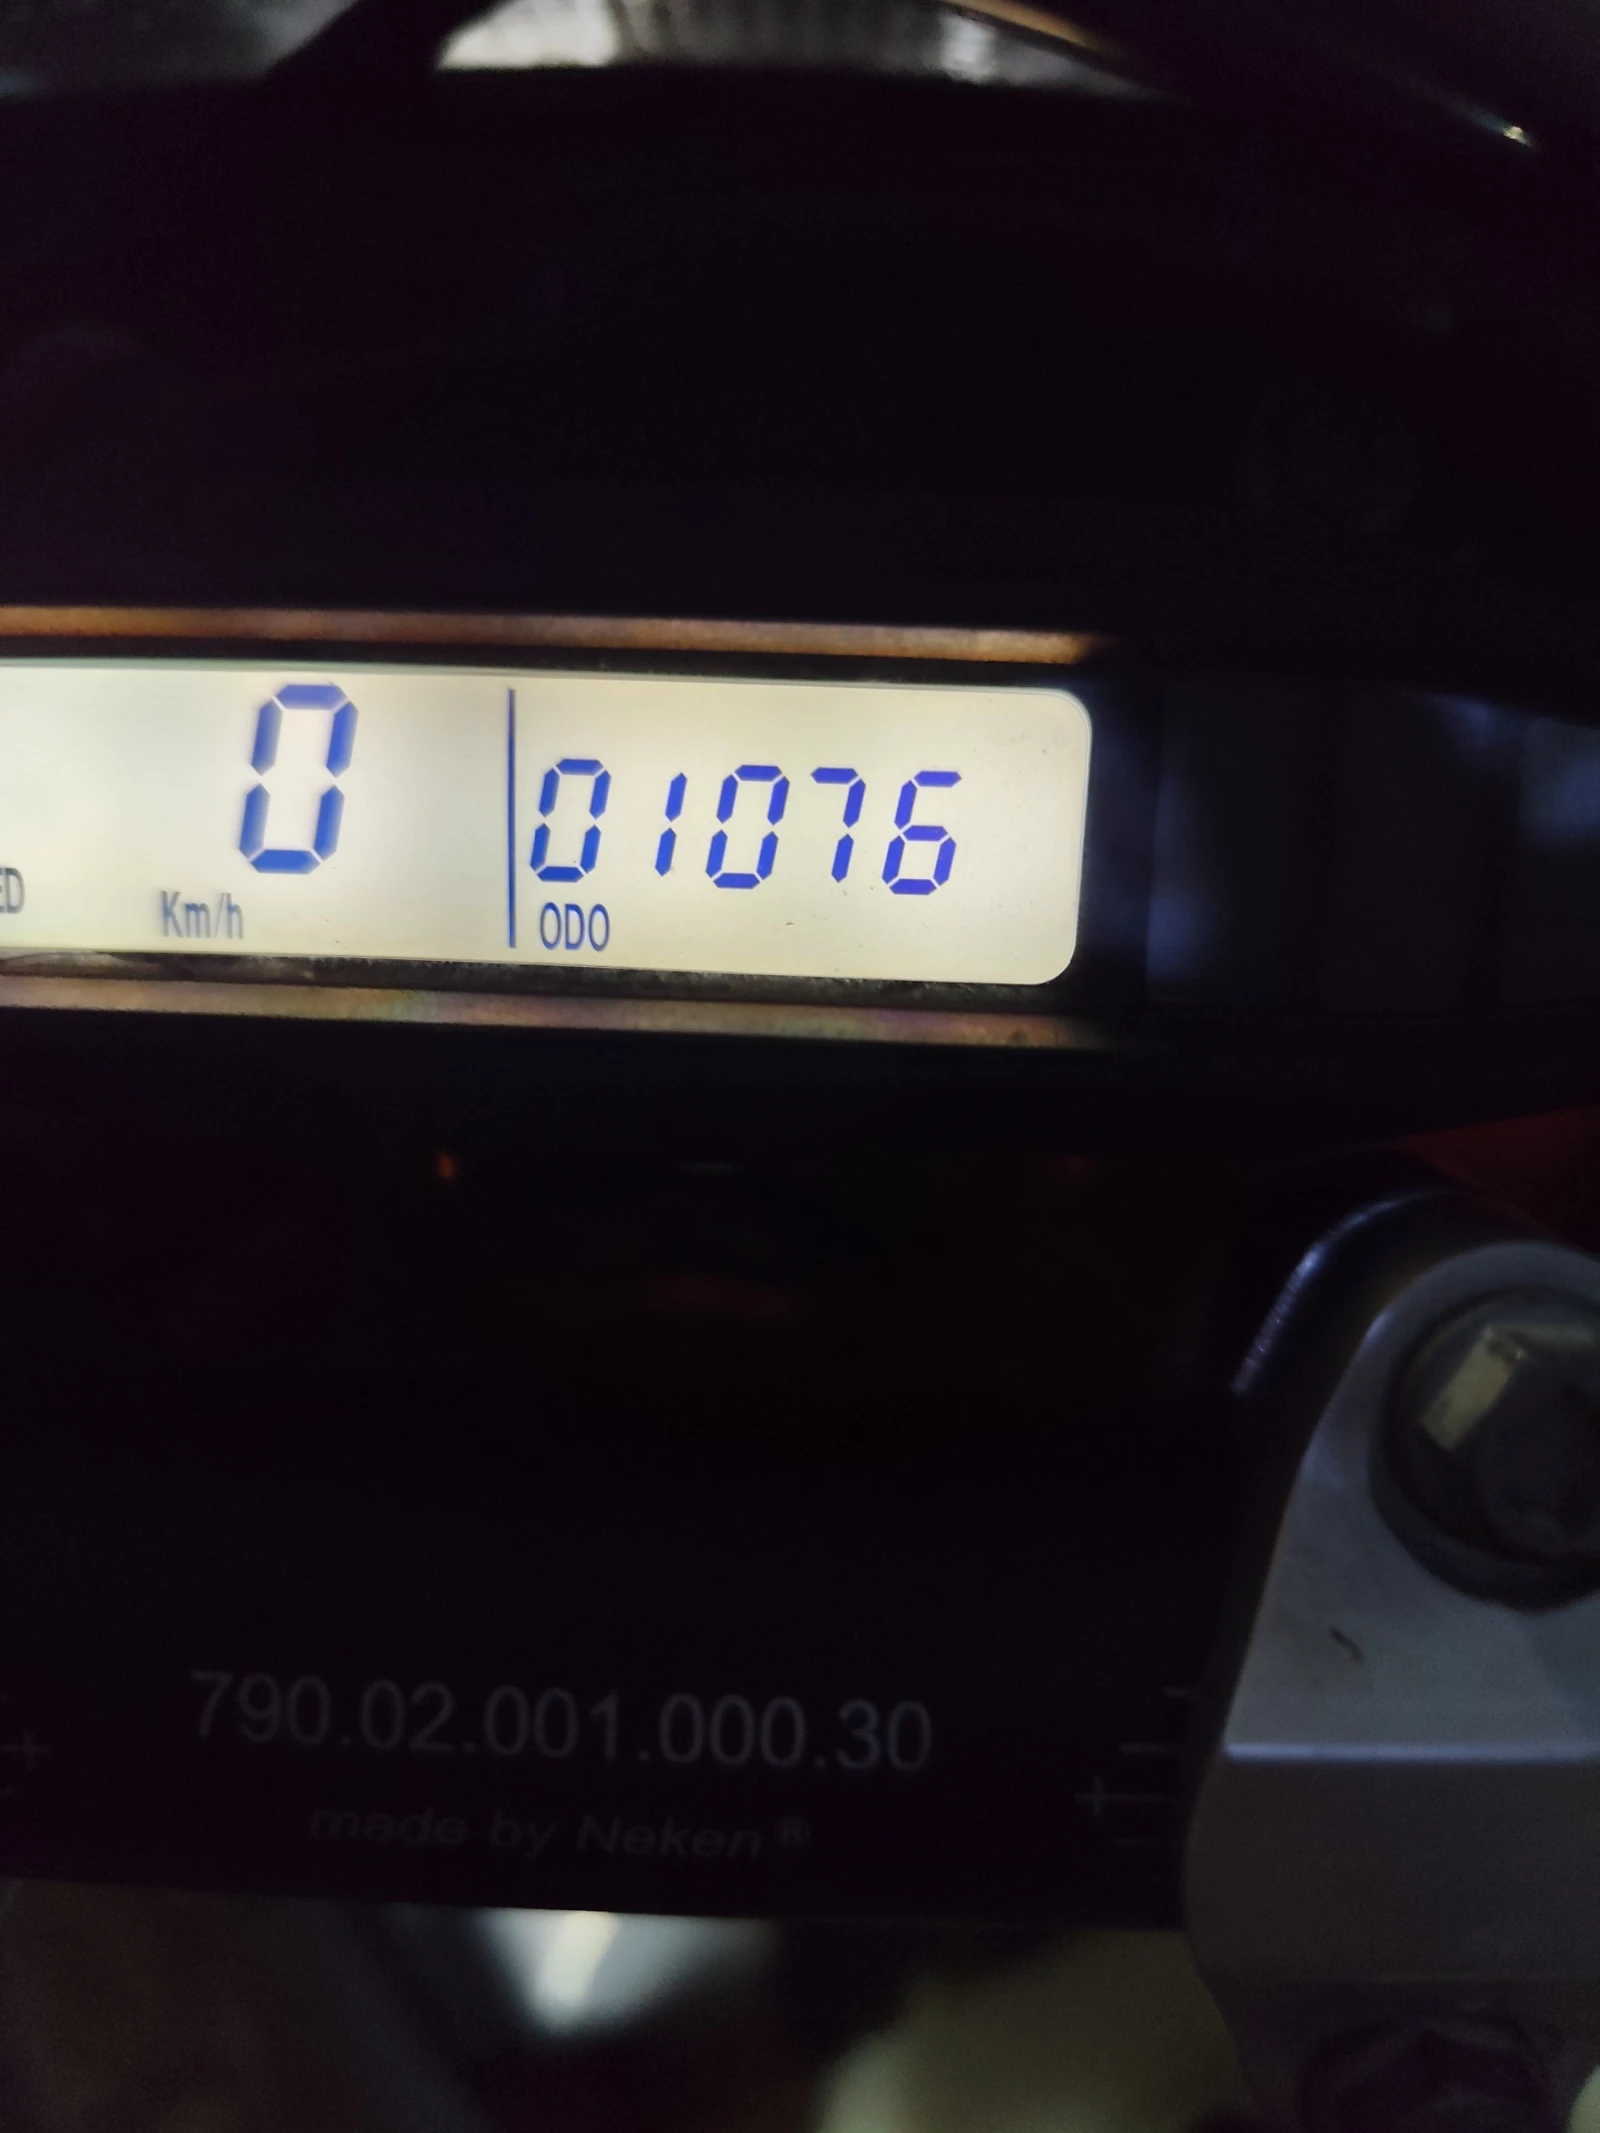 0
01076
ED
Km/h
ODO
790.02.001.000.30
made by Neken®